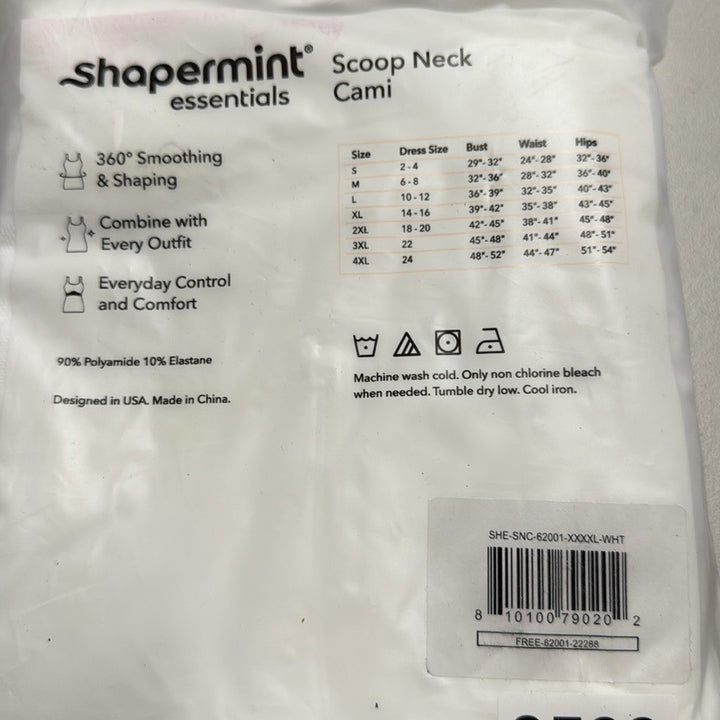 shapermint®
essentials
Scoop Neck
Cami
360° Smoothing
& Shaping
Combine with
Every Outfit
Everyday Control
and Comfort
90% Polyamide 10% Elastane
Designed in USA. Made in China.
Size Dress Size Bust Waist Hips
S 2-4 29"-32" 24"-28" 32"-36"
M 6-8 32"-36" 28"-32" 36"-40"
L 10-12 36"-39" 32"-35" 40"-43"
XL 14-16 39"-42" 35"-38" 43"-45"
2XL 18-20 42"-45" 38"-41" 45"-48"
3XL 22 45"-48" 41"-44" 48"-51"
4XL 24 48"-52" 44"-47" 51"-54"
Machine wash cold. Only non chlorine bleach
when needed. Tumble dry low. Cool iron.
SHE-SNC-62001-XXXXL-WHT
8 10100 79020 2
FREE-62001-22288